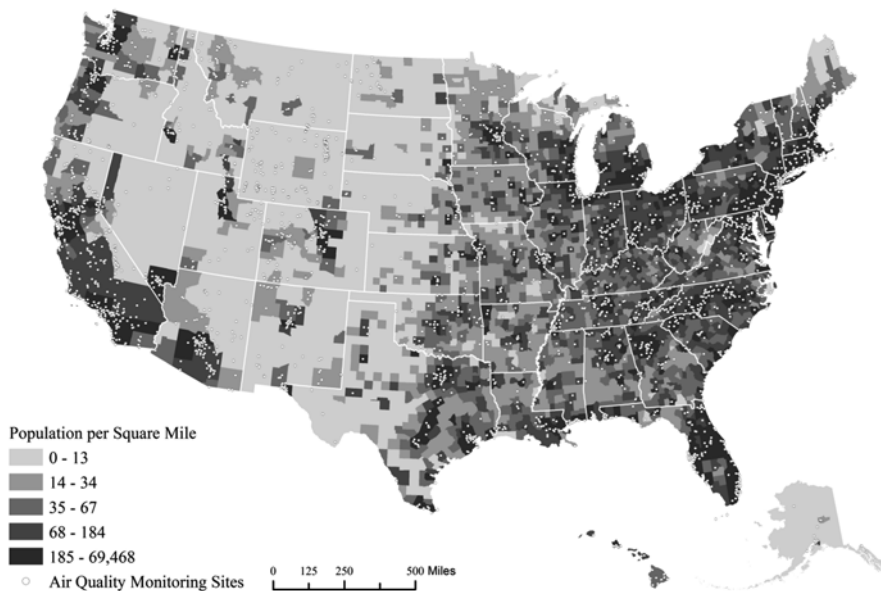 Population per Square Mile
0 - 13
14 - 34
35 - 67
68 - 184
185 - 69,468
Air Quality Monitoring Sites
0 125 250 500 Miles